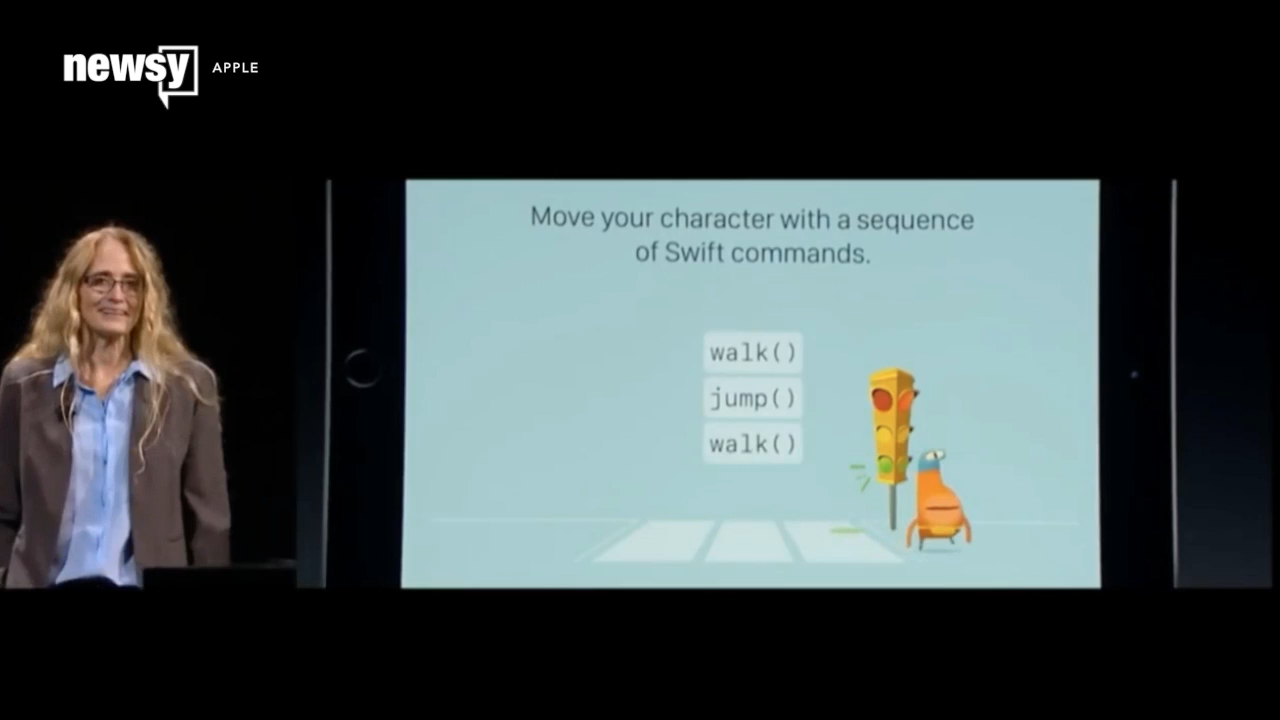 newsy APPLE
Move your character with a sequence
of Swift commands.
walk()
jump()
walk()